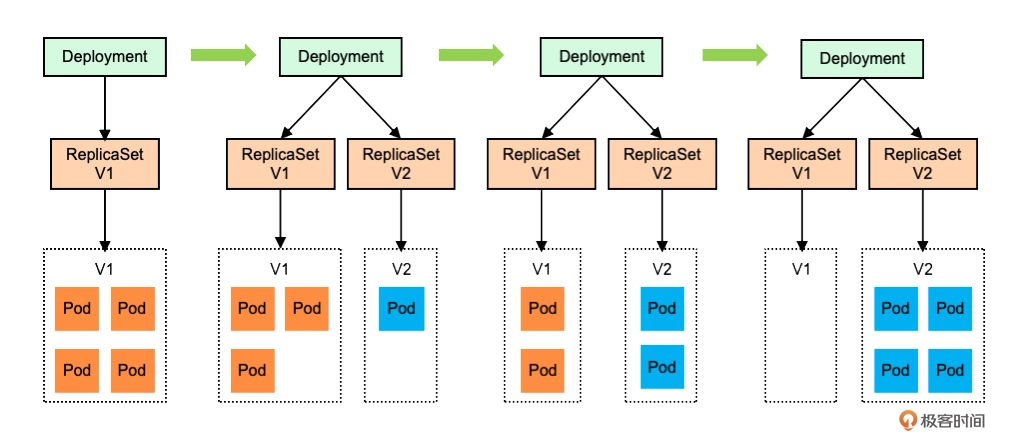 Deployment
ReplicaSet
V1
V1
Pod Pod
Pod Pod
Deployment
ReplicaSet
V1
ReplicaSet
V2
V1
Pod Pod
Pod
V2
Pod
Deployment
ReplicaSet
V1
ReplicaSet
V2
V1
Pod
Pod
V2
Pod
Pod
Deployment
ReplicaSet
V1
ReplicaSet
V2
V1
V2
Pod Pod
Pod Pod
极客时间